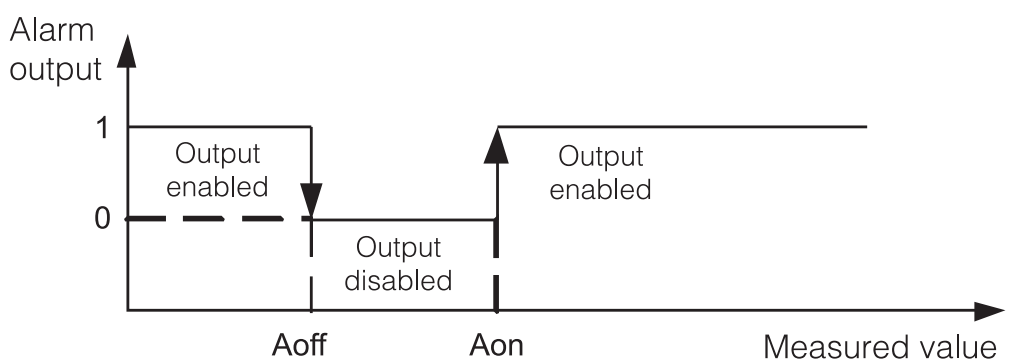 Alarm
output
1
Output
enabled
Output
enabled
0
Output
disabled
Aoff
Aon
Measured value